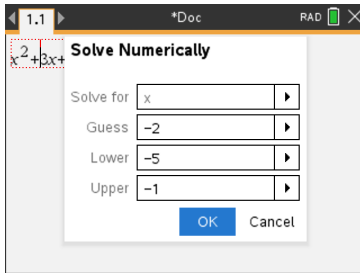 1.1 *Doc RAD
x²+3x+
Solve Numerically
Solve for x
Guess -2
Lower -5
Upper -1
OK Cancel